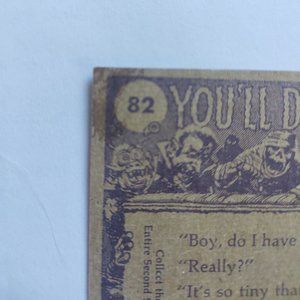 82
YOU'LL D
"Boy, do I have
"Really?"
"It's so tiny tha
Collect th
Entire Second